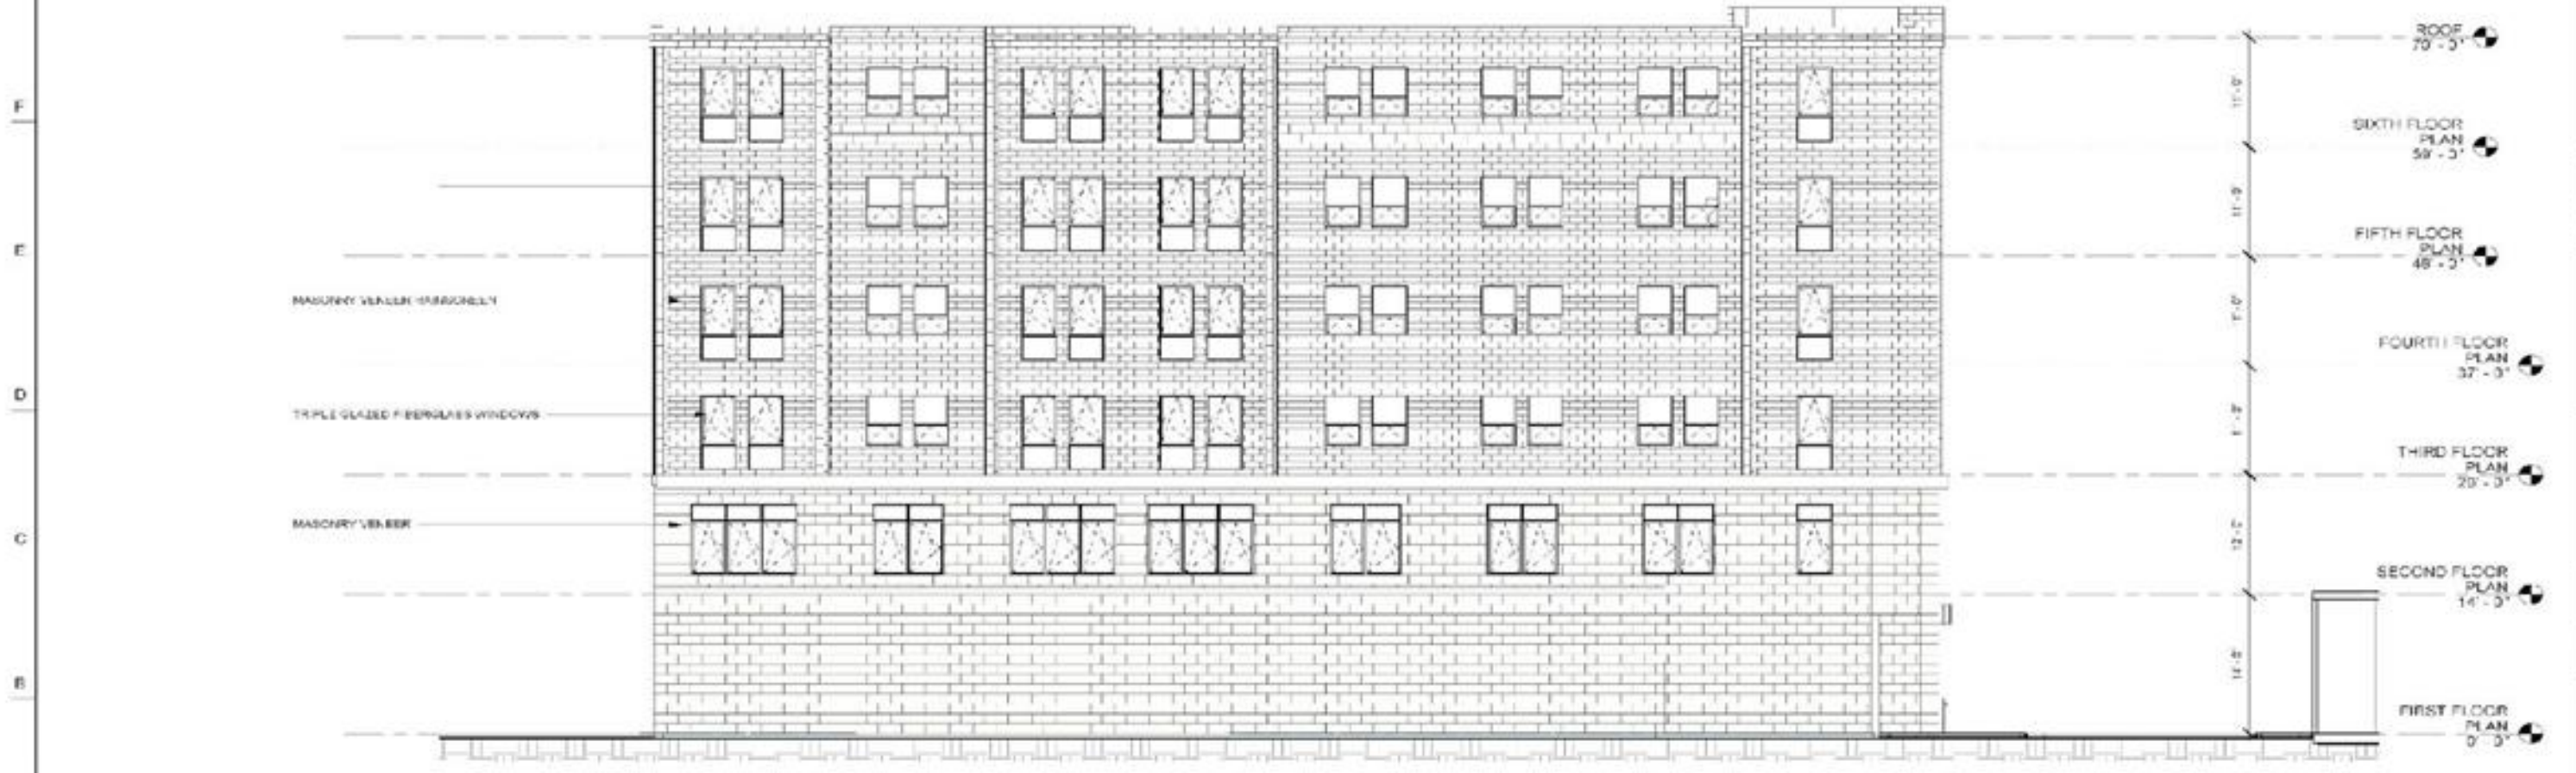 ROOF
70' - 0"
F
SIXTH FLOOR
PLAN
59' - 0"
FIFTH FLOOR
PLAN
48' - 0"
E
MASONRY VENEER RAINSCREEN
FOURTH FLOOR
PLAN
37' - 0"
D
TRIPLE GLAZED FIBERGLASS WINDOWS
THIRD FLOOR
PLAN
MASONRY VENEER
C
SECOND FLOOR
PLAN
14' - 0"
B
FIRST FLOOR
PLAN
0' - 0"